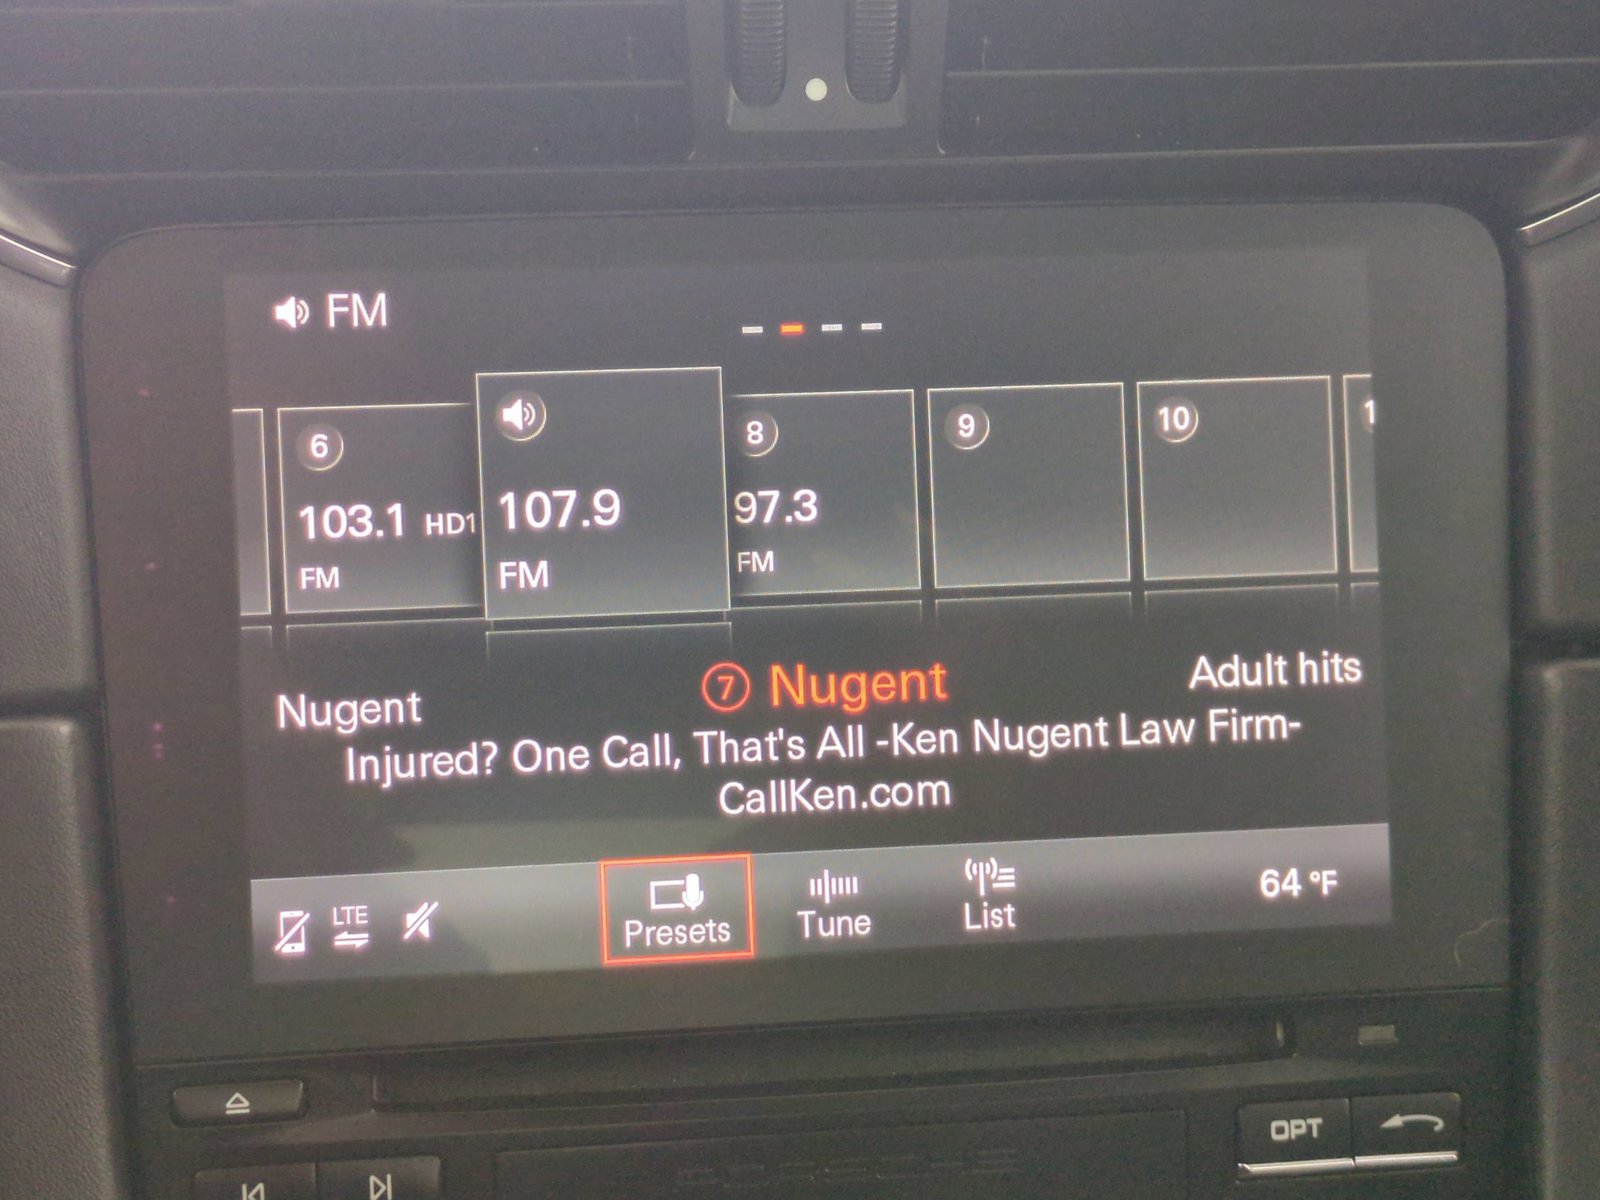 FM
6
103.1 HD1
FM
107.9
FM
8
97.3
FM
9
10
Nugent
7 Nugent
Adult hits
Injured? One Call, That's All -Ken Nugent Law Firm-
CallKen.com
LTE
Presets
Tune
List
64 °F
OPT